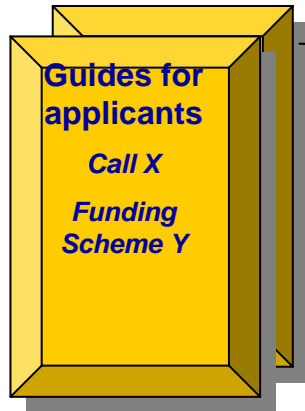 Guides for
applicants
Call X
Funding
Scheme Y